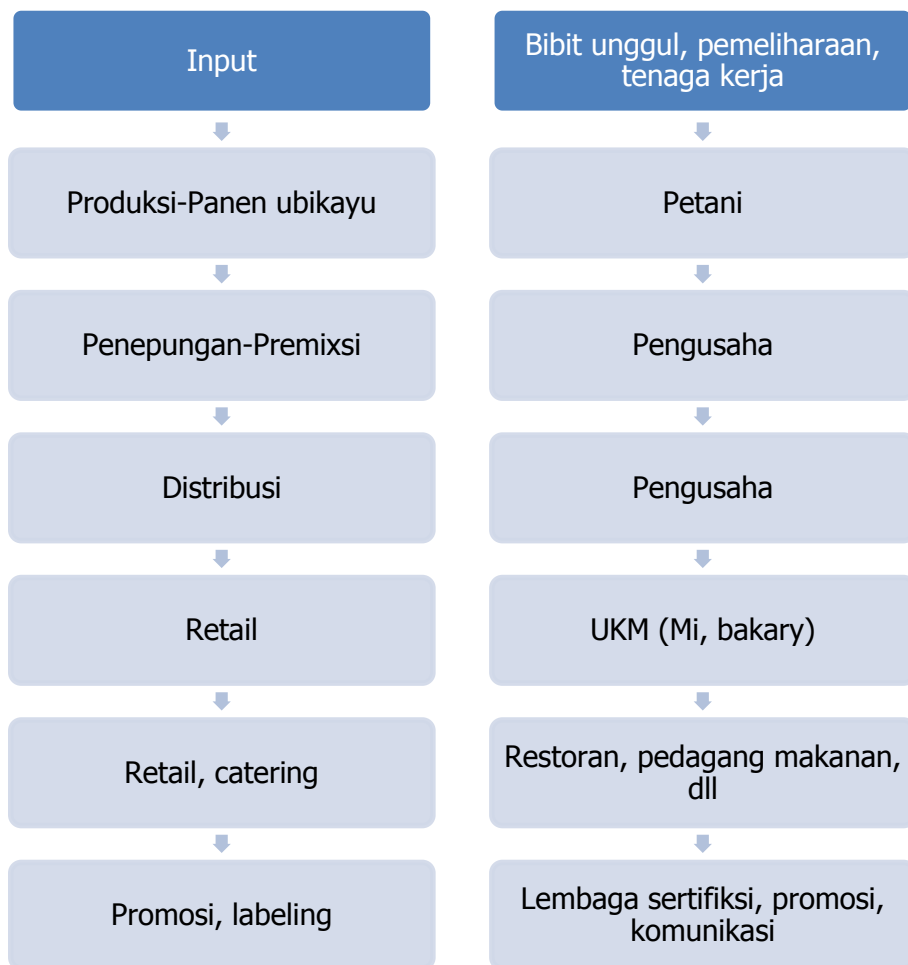 Input
Produksi-Panen ubikayu
Penepungan-Premixsi
Distribusi
Retail
Retail, catering
Promosi, labeling
Bibit unggul, pemeliharaan,
tenaga kerja
Petani
Pengusaha
Pengusaha
UKM (Mi, bakary)
Restoran, pedagang makanan,
dll
Lembaga sertifiksi, promosi,
komunikasi